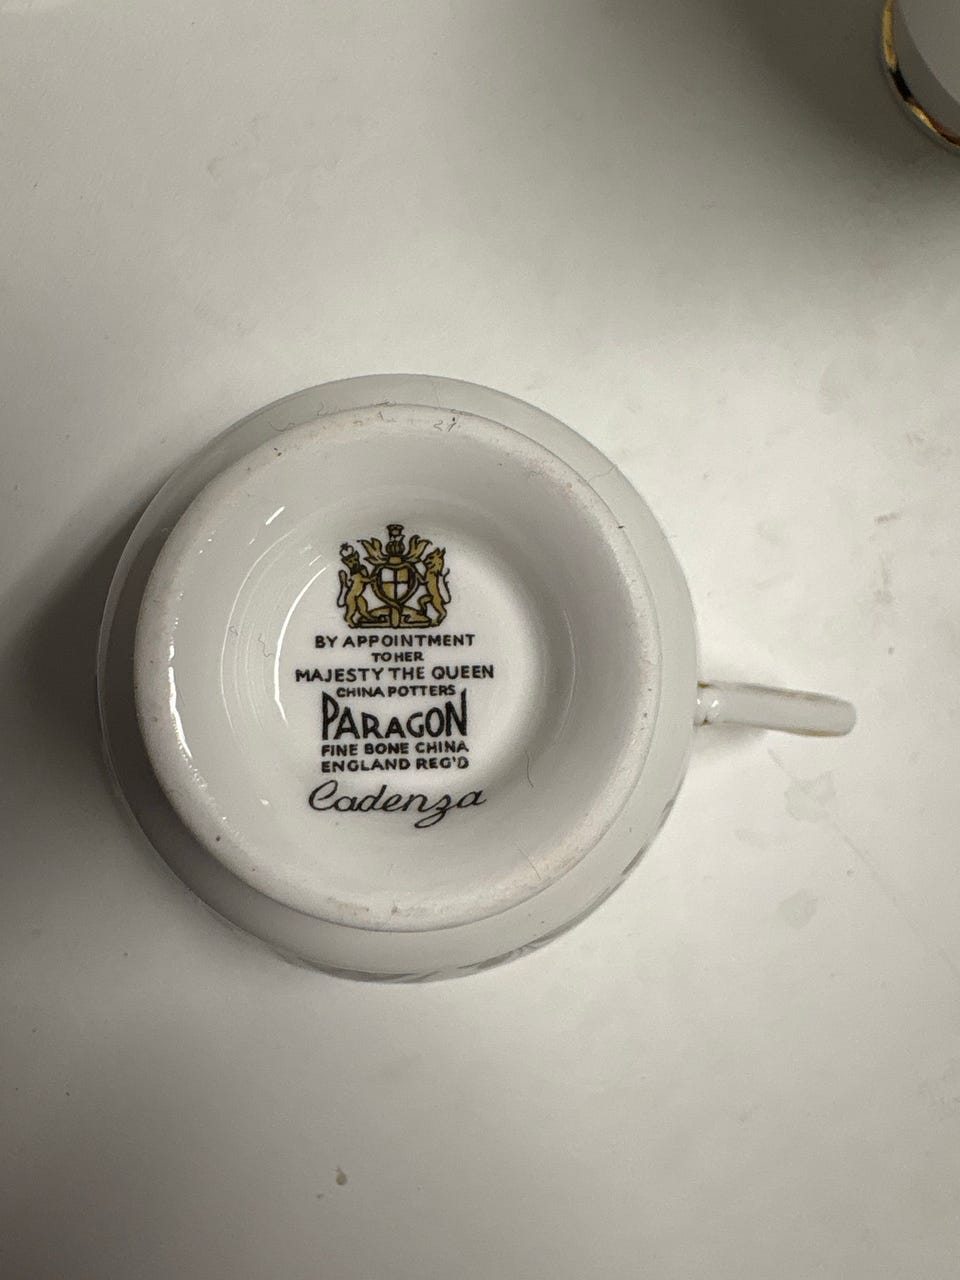 BY APPOINTMENT
TO HER
MAJESTY THE QUEEN
CHINA POTTERS
PARAGON
FINE BONE CHINA
ENGLAND REG'D
Cadenza